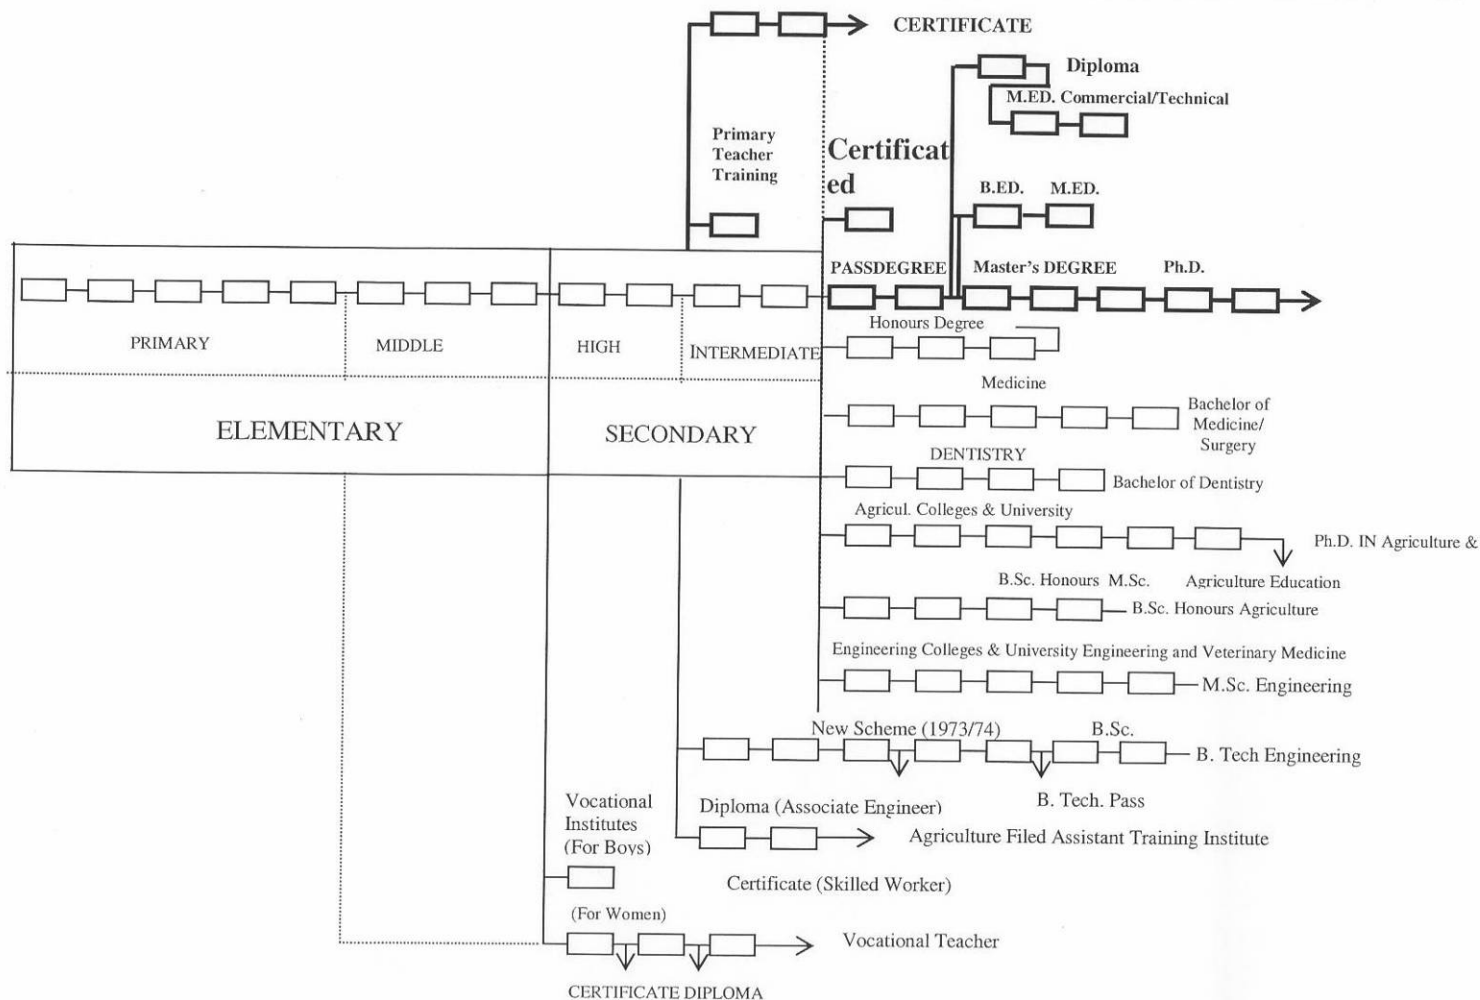 CERTIFICATE
Diploma
M.ED. Commercial/Technical
Primary
Teacher
Training
Certificat
ed
B.ED. M.ED.
PASSDEGREE Master's DEGREE Ph.D.
Honours Degree
PRIMARY MIDDLE HIGH INTERMEDIATE
Medicine
Bachelor of
Medicine/
Surgery
ELEMENTARY SECONDARY
DENTISTRY
Bachelor of Dentistry
Agricul. Colleges & University
Ph.D. IN Agriculture &
B.Sc. Honours M.Sc. Agriculture Education
B.Sc. Honours Agriculture
Engineering Colleges & University Engineering and Veterinary Medicine
M.Sc. Engineering
New Scheme (1973/74) B.Sc.
B. Tech Engineering
Vocational
Institutes
(For Boys)
Diploma (Associate Engineer) B. Tech. Pass
Agriculture Filed Assistant Training Institute
Certificate (Skilled Worker)
(For Women)
Vocational Teacher
CERTIFICATE DIPLOMA